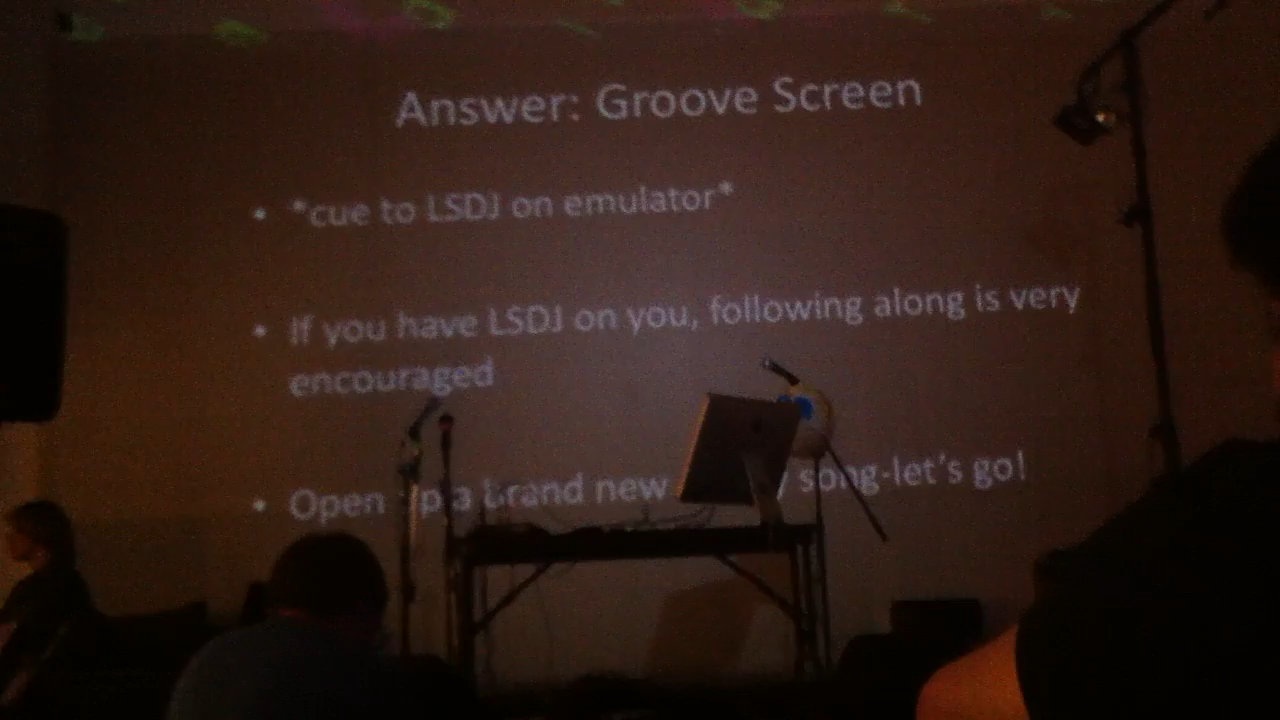 Answer: Groove Screen
• *cue to LSDJ on emulator*
• If you have LSDJ on you, following along is very
encouraged
• Open up a brand new song-let's go!